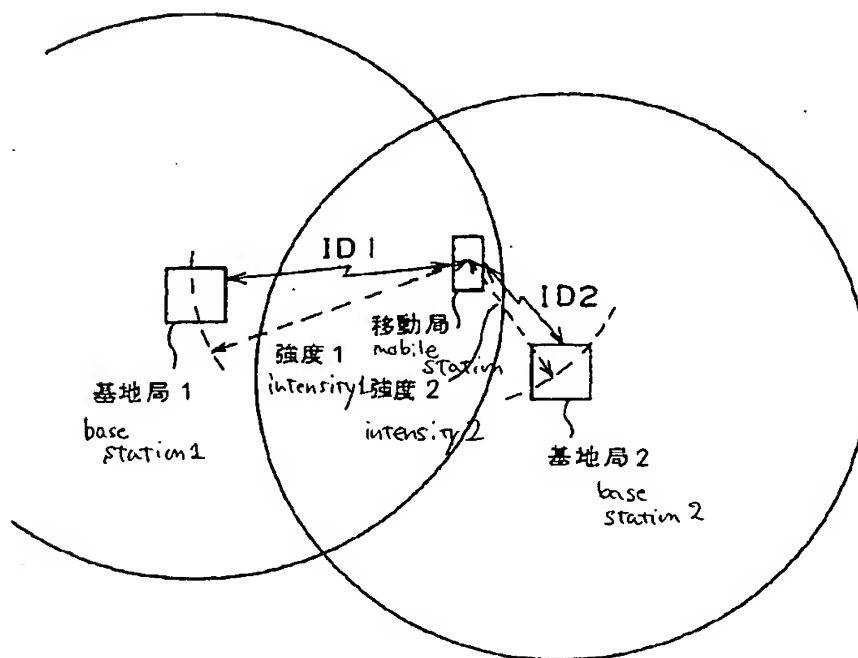 ID1
ID2
移動局
mobile
station
強度1
intensity1
強度2
intensity2
基地局1
base
station1
基地局2
base
station2